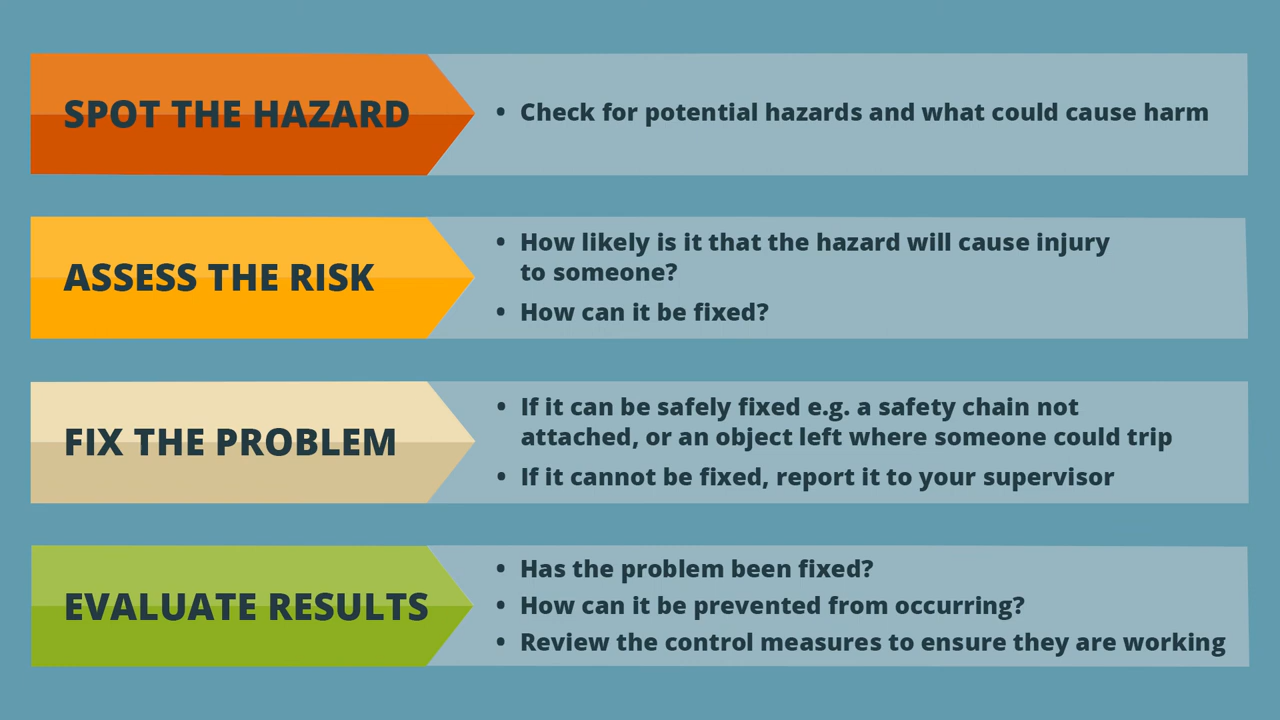 SPOT THE HAZARD
• Check for potential hazards and what could cause harm
ASSESS THE RISK
• How likely is it that the hazard will cause injury
to someone?
• How can it be fixed?
FIX THE PROBLEM
• If it can be safely fixed e.g. a safety chain not
attached, or an object left where someone could trip
• If it cannot be fixed, report it to your supervisor
EVALUATE RESULTS
• Has the problem been fixed?
• How can it be prevented from occurring?
• Review the control measures to ensure they are working